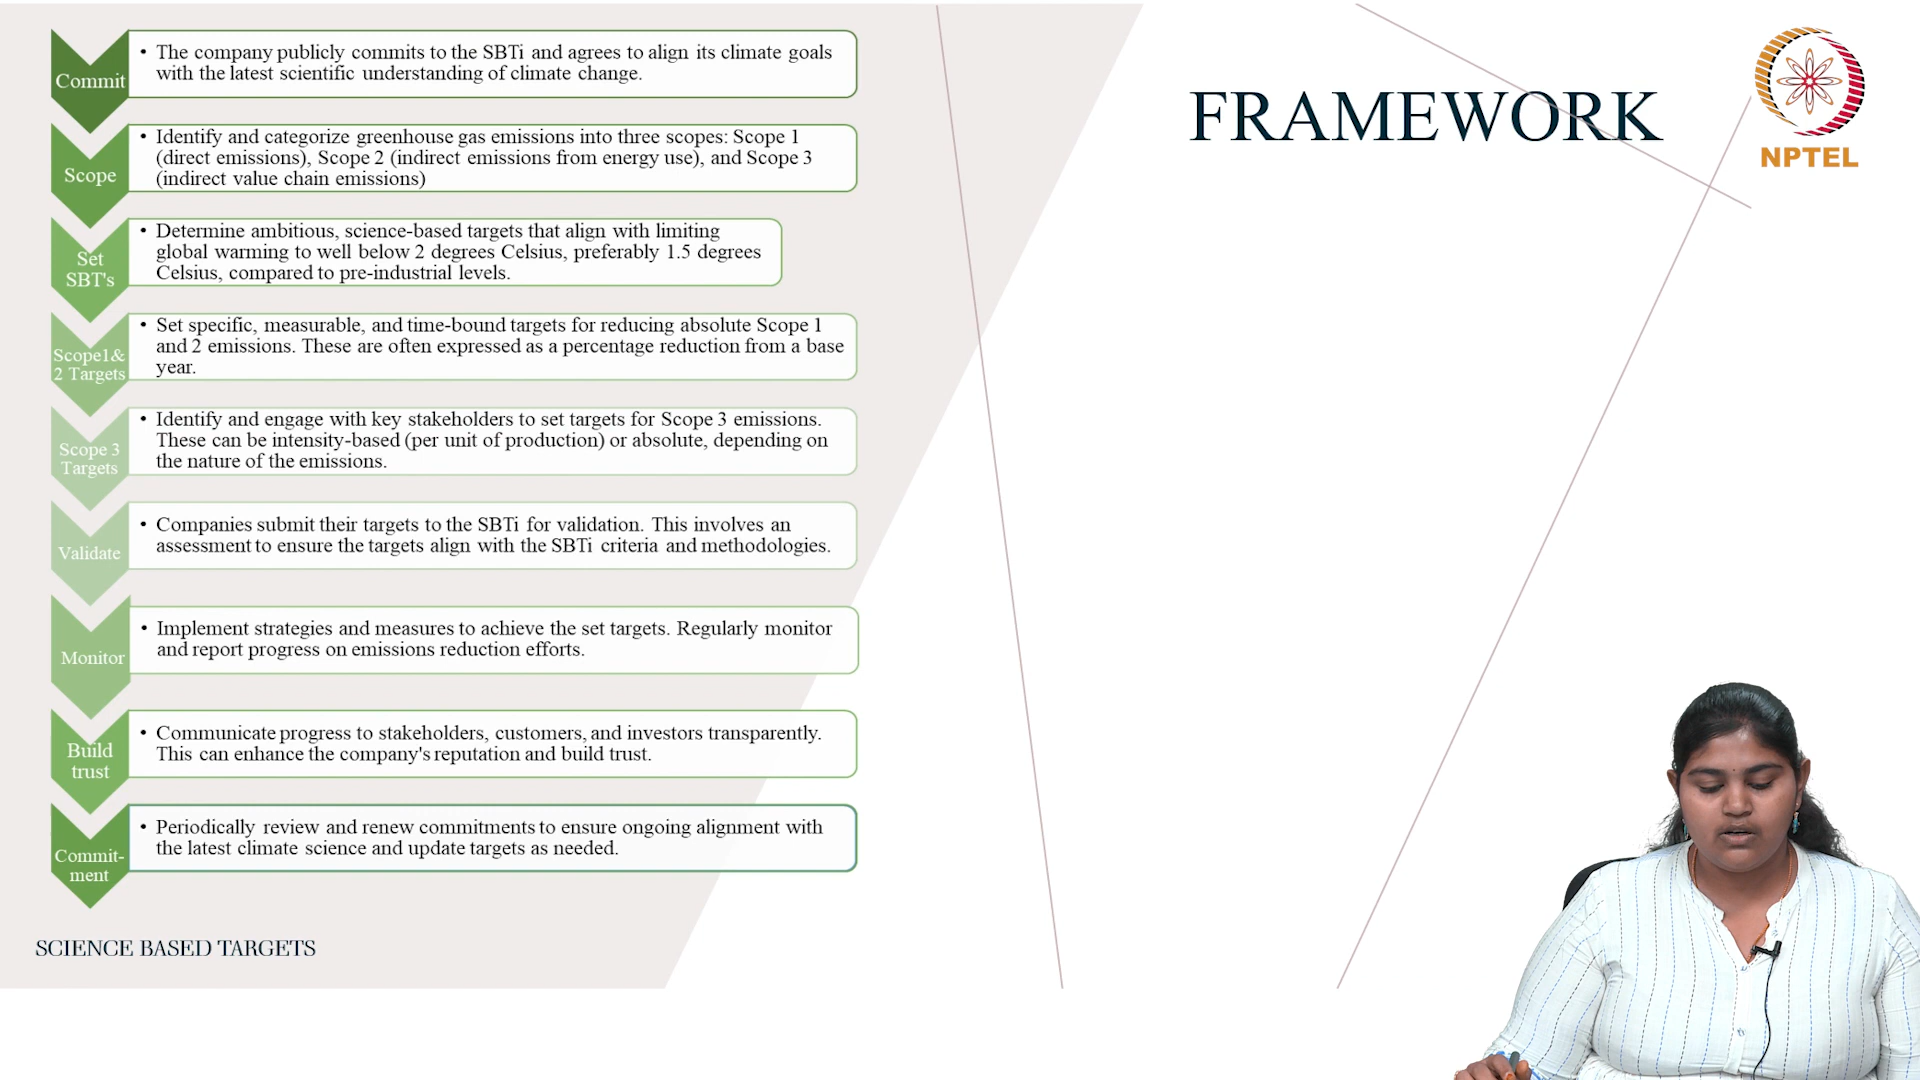 Commit
• The company publicly commits to the SBTi and agrees to align its climate goals
with the latest scientific understanding of climate change.
Scope
• Identify and categorize greenhouse gas emissions into three scopes: Scope 1
(direct emissions), Scope 2 (indirect emissions from energy use), and Scope 3
(indirect value chain emissions)
Set
SBT's
• Determine ambitious, science-based targets that align with limiting
global warming to well below 2 degrees Celsius, preferably 1.5 degrees
Celsius, compared to pre-industrial levels.
Scope1&
2 Targets
• Set specific, measurable, and time-bound targets for reducing absolute Scope 1
and 2 emissions. These are often expressed as a percentage reduction from a base
year.
Scope 3
Targets
• Identify and engage with key stakeholders to set targets for Scope 3 emissions.
These can be intensity-based (per unit of production) or absolute, depending on
the nature of the emissions.
Validate
• Companies submit their targets to the SBTi for validation. This involves an
assessment to ensure the targets align with the SBTi criteria and methodologies.
Monitor
• Implement strategies and measures to achieve the set targets. Regularly monitor
and report progress on emissions reduction efforts.
Build
trust
• Communicate progress to stakeholders, customers, and investors transparently.
This can enhance the company's reputation and build trust.
Commit-
ment
• Periodically review and renew commitments to ensure ongoing alignment with
the latest climate science and update targets as needed.
SCIENCE BASED TARGETS
FRAMEWORK
NPTEL